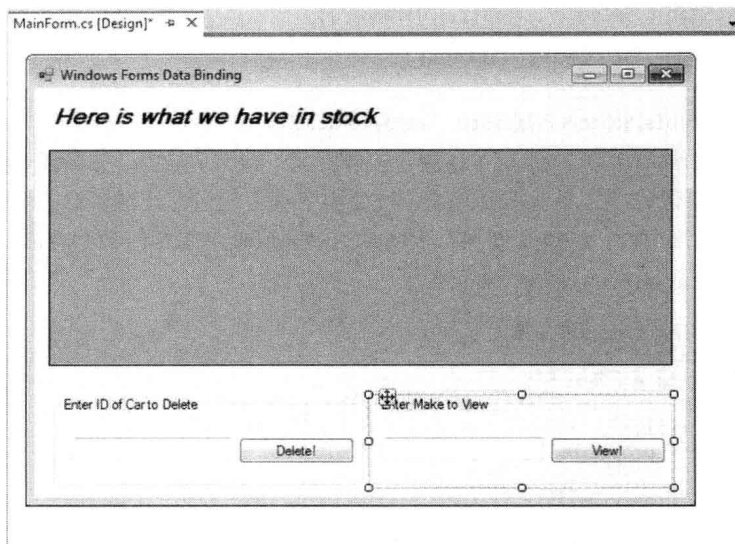 MainForm.cs [Design]*
Windows Forms Data Binding
Here is what we have in stock
Enter ID of Car to Delete
Enter Make to View
Delete!
View!